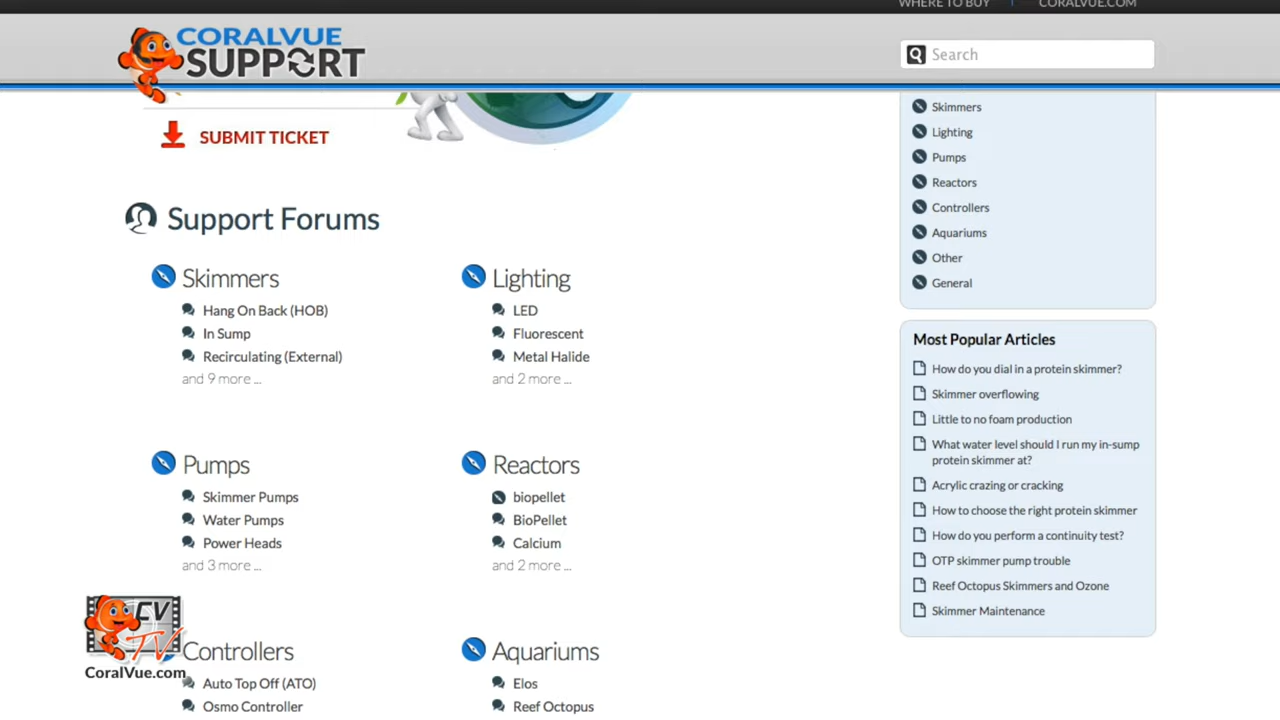 WHERE TO BUY
CORALVUE.COM
CORALVUE
SUPPORT
Search
SUBMIT TICKET
Support Forums
Skimmers
Hang On Back (HOB)
In Sump
Recirculating (External)
and 9 more ...
Lighting
LED
Fluorescent
Metal Halide
and 2 more ...
Pumps
Skimmer Pumps
Water Pumps
Power Heads
and 3 more ...
Reactors
biopellet
BioPellet
Calcium
and 2 more ...
Controllers
Auto Top Off (ATO)
Osmo Controller
Aquariums
Elos
Reef Octopus
Skimmers
Lighting
Pumps
Reactors
Controllers
Aquariums
Other
General
Most Popular Articles
How do you dial in a protein skimmer?
Skimmer overflowing
Little to no foam production
What water level should I run my in-sump
protein skimmer at?
Acrylic crazing or cracking
How to choose the right protein skimmer
How do you perform a continuity test?
OTP skimmer pump trouble
Reef Octopus Skimmers and Ozone
Skimmer Maintenance
CV
TV
CoralVue.com